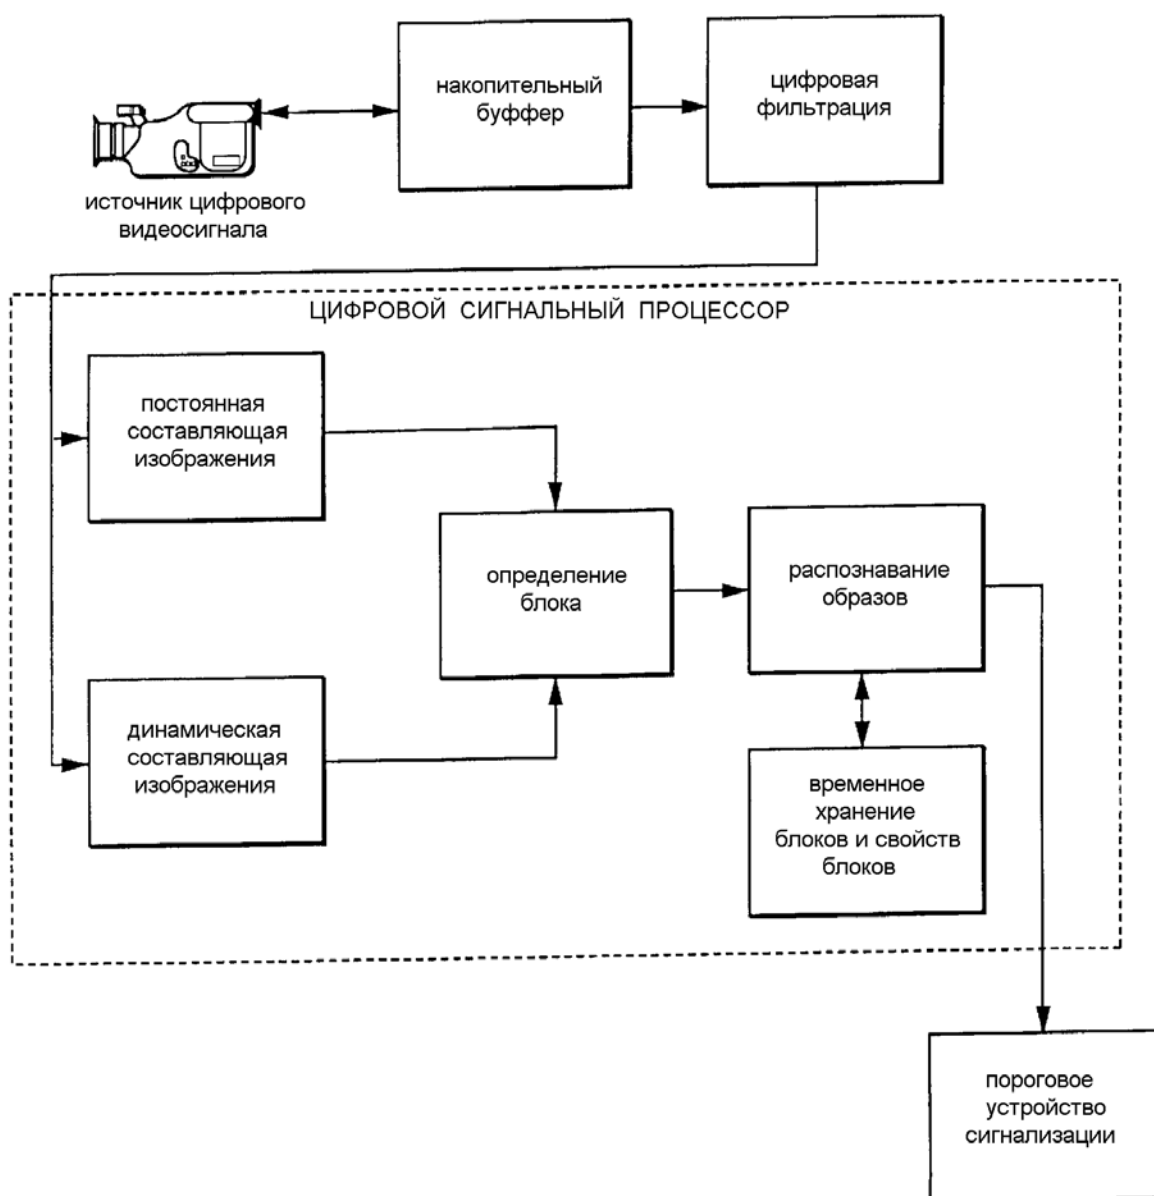 накопительный
буффер
цифровая
фильтрация
источник цифрового
видеосигнала
ЦИФРОВОЙ СИГНАЛЬНЫЙ ПРОЦЕССОР
постоянная
составляющая
изображения
определение
блока
распознавание
образов
динамическая
составляющая
изображения
временное
хранение
блоков и свойств
блоков
пороговое
устройство
сигнализации